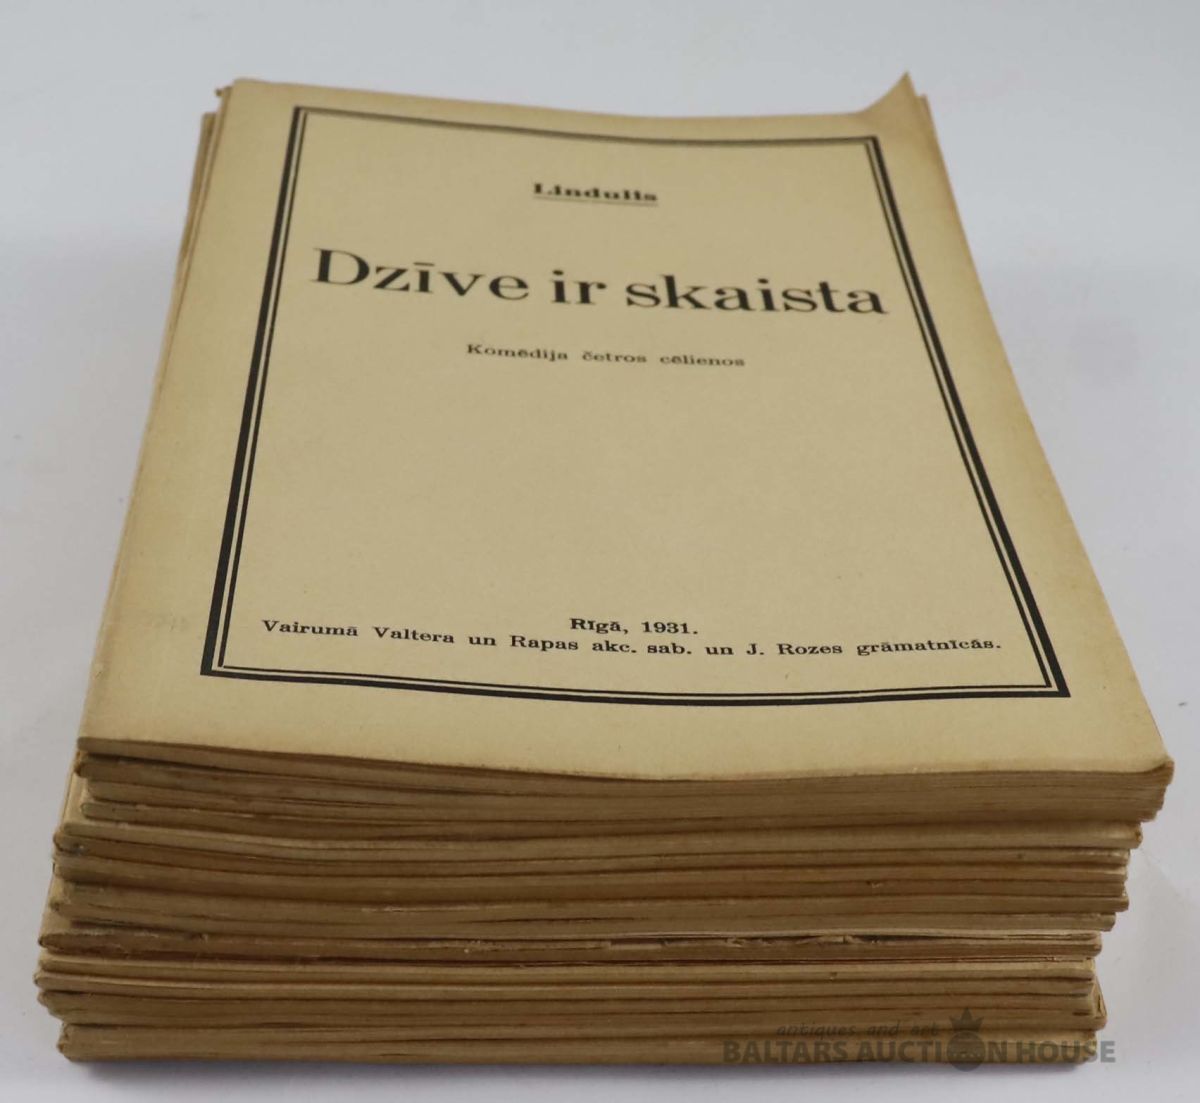 Lindulis
Dzīve ir skaista
Komēdija četros cēlienos
Rīgā, 1931.
Vairumā Valtera un Rapas akc. sab. un J. Rozes grāmatnīcās.
antiques and art
BALTARS AUCTION HOUSE